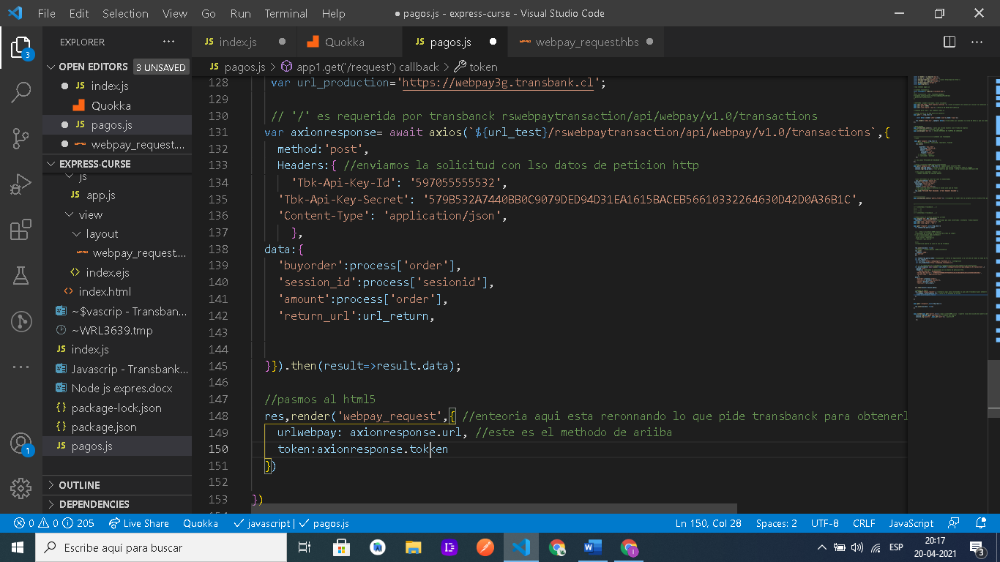 File Edit Selection View Go Run Terminal Help ● pagos.js - express-curse - Visual Studio Code
EXPLORER ···
JS index.js ●
Quokka
JS pagos.js ●
webpay_request.hbs ●
OPEN EDITORS 3 UNSAVED
● JS index.js
Quokka
● JS pagos.js
● webpay_request....
EXPRESS-CURSE
js
JS app.js
view
layout
webpay_request....
<> index.ejs
<> index.html
~$vascrip - Transban...
~WRL3639.tmp
JS index.js
Javascrip - Transbank...
Node js expres.docx
{} package-lock.json
{} package.json
JS pagos.js
OUTLINE
DEPENDENCIES
3
1
JS pagos.js > app1.get('/request') callback > token
128 var url_production='https://webpay3g.transbank.cl';
129
130 // '/' es requerida por transbanck rswebpaytransaction/api/webpay/v1.0/transactions
131 var axionresponse= await axios(`${url_test}/rswebpaytransaction/api/webpay/v1.0/transactions`,{
132 method:'post',
133 Headers:{ //enviamos la solicitud con lso datos de peticion http
134 'Tbk-Api-Key-Id': '597055555532',
135 'Tbk-Api-Key-Secret': '579B532A7440BB0C9079DED94D31EA1615BACEB56610332264630D42D0A36B1C',
136 'Content-Type': 'application/json',
137 },
138 data:{
139 'buyorder':process['order'],
140 'session_id':process['sesionid'],
141 'amount':process['order'],
142 'return_url':url_return,
143
144
145 }}).then(result=>result.data);
146
147 //pasmos al html5
148 res,render('webpay_request',{ //enteoria aqui esta reronnando lo que pide transbanck para obtenerl
149 urlwebpay: axionresponse.url, //este es el methodo de ariiba
150 token:axionresponse.tokken
151 })
152
153 })
0 0 205 Live Share Quokka ✓ javascript | ✓ pagos.js Ln 150, Col 28 Spaces: 2 UTF-8 CRLF JavaScript
Escribe aquí para buscar
ESP
20:17
20-04-2021
3